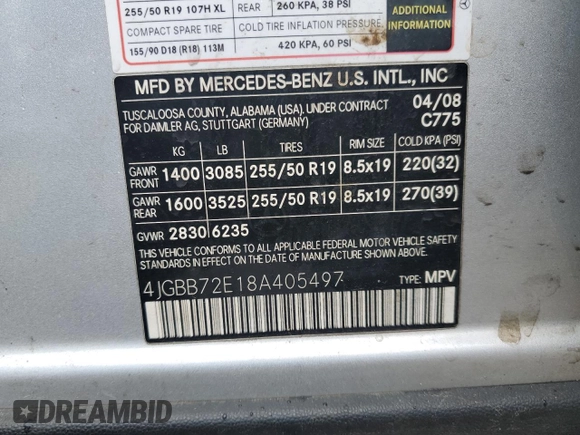 255/50 R19 107H XL REAR 260 KPA, 38 PSI
COMPACT SPARE TIRE COLD TIRE INFLATION PRESSURE
155/90 D18 (R18) 113M 420 KPA, 60 PSI
ADDITIONAL
INFORMATION
MFD BY MERCEDES-BENZ U.S. INTL., INC
TUSCALOOSA COUNTY, ALABAMA (USA). UNDER CONTRACT 04/08
FOR DAIMLER AG, STUTTGART (GERMANY) C775
KG LB TIRES RIM SIZE COLD KPA (PSI)
GAWR FRONT 1400 3085 255/50 R19 8.5x19 220(32)
GAWR REAR 1600 3525 255/50 R19 8.5x19 270(39)
GVWR 2830 6235
THIS VEHICLE CONFORMS TO ALL APPLICABLE FEDERAL MOTOR VEHICLE SAFETY
STANDARDS IN EFFECT ON THE DATE OF MANUFACTURE SHOWN ABOVE.
4JGBB72E18A405497 TYPE: MPV
DREAMBID